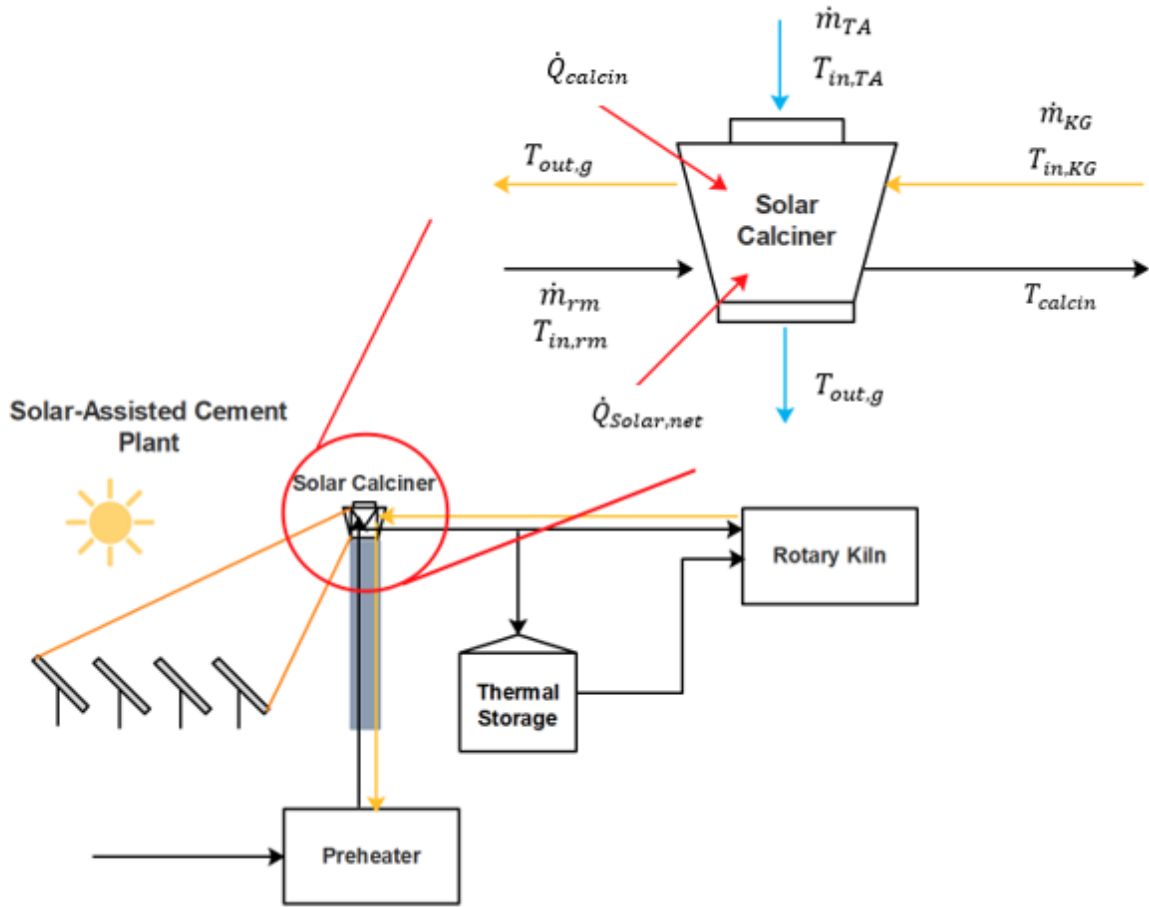 ṁ_TA
T_in,TA
Q̇_calcin
ṁ_KG
T_in,KG
T_out,g
Solar
Calciner
ṁ_rm
T_in,rm
T_calcin
T_out,g
Q̇_Solar,net
Solar-Assisted Cement
Plant
Solar Calciner
Rotary Kiln
Thermal
Storage
Preheater